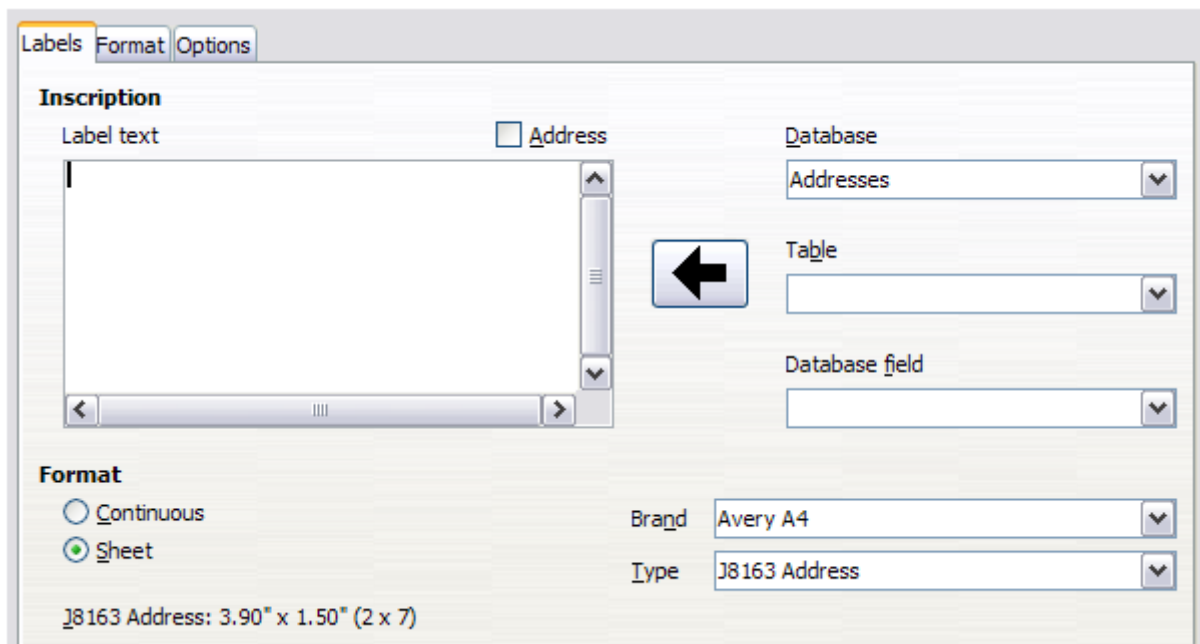 Labels Format Options
Inscription
Label text Address Database
Addresses
Table
Database field
Format
Continuous
Brand Avery A4
Sheet
Type J8163 Address
J8163 Address: 3.90" x 1.50" (2 x 7)